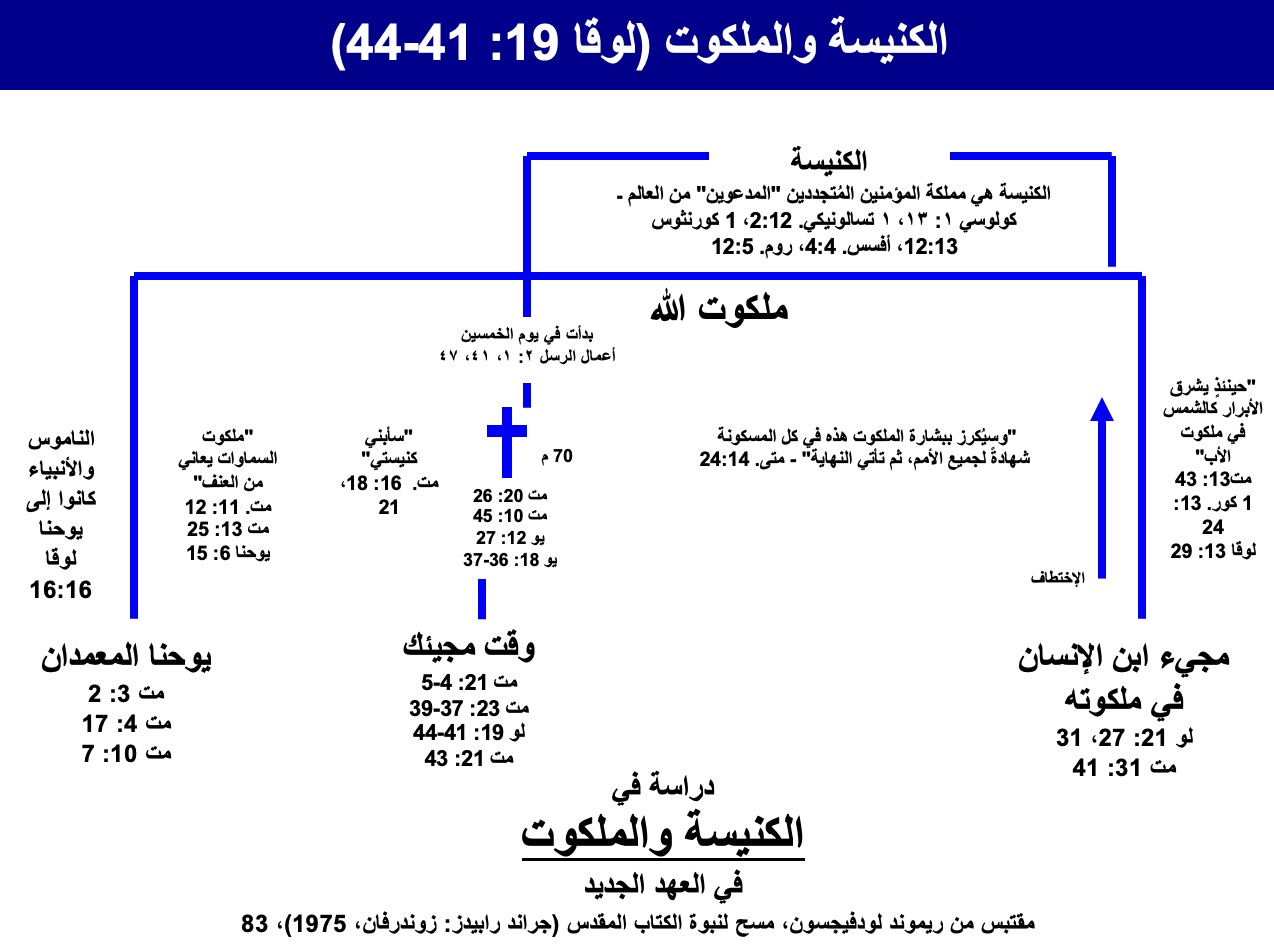 الكنيسة والملكوت (لوقا 19: 41-44)
الكنيسة
الكنيسة هي مملكة المؤمنين المُتجددين "المدعوين" من العالم -
كولوسي ١: ١٣، ١ تسالونيكي. 2:12، 1 كورنثوس
12:13، أفسس. 4:4، روم. 12:5
ملكوت الله
بدأت في يوم الخمسين
أعمال الرسل ٢: ١، ٤١، ٤٧
"حينئذٍ يشرق
الأبرار كالشمس
في ملكوت
الأب"
مت13: 43
1 كور. 13:
24
لوقا 13: 29
"وسيُكرز ببشارة الملكوت هذه في كل المسكونة
شهادةً لجميع الأمم، ثم تأتي النهاية" - متى. 24:14
الإختطاف
70 م
مت 20: 26
مت 10: 45
يو 12: 27
يو 18: 36-37
"سأبني
كنيستي"
مت. 16: 18،
21
"ملكوت
السماوات يعاني
من العنف"
مت. 11: 12
مت 13: 25
يوحنا 6: 15
الناموس
والأنبياء
كانوا إلى
يوحنا
لوقا
16:16
مجيء ابن الإنسان
في ملكوته
لو 21: 27، 31
مت 31: 41
وقت مجيئك
مت 21: 4-5
مت 23: 37-39
لو 19: 41-44
مت 21: 43
يوحنا المعمدان
مت 3: 2
مت 4: 17
مت 10: 7
دراسة في
الكنيسة والملكوت
في العهد الجديد
مقتبس من ريموند لودفيجسون، مسح لنبوة الكتاب المقدس (جراند رابيدز: زوندرفان، 1975)، 83